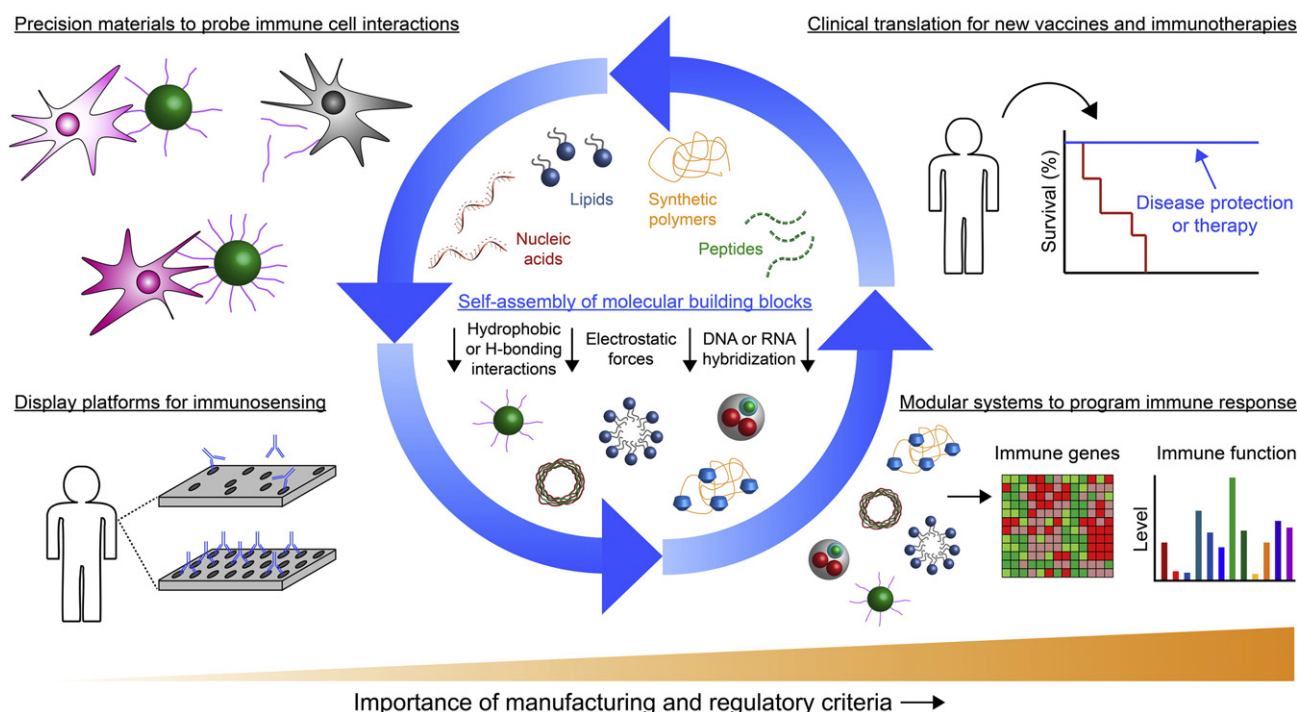 Precision materials to probe immune cell interactions
Clinical translation for new vaccines and immunotherapies
Lipids
Synthetic
polymers
Nucleic
acids
Peptides
Survival (%)
Disease protection
or therapy
Self-assembly of molecular building blocks
Hydrophobic
or H-bonding
interactions
Electrostatic
forces
DNA or RNA
hybridization
Display platforms for immunosensing
Modular systems to program immune response
Immune genes
Immune function
Level
Importance of manufacturing and regulatory criteria